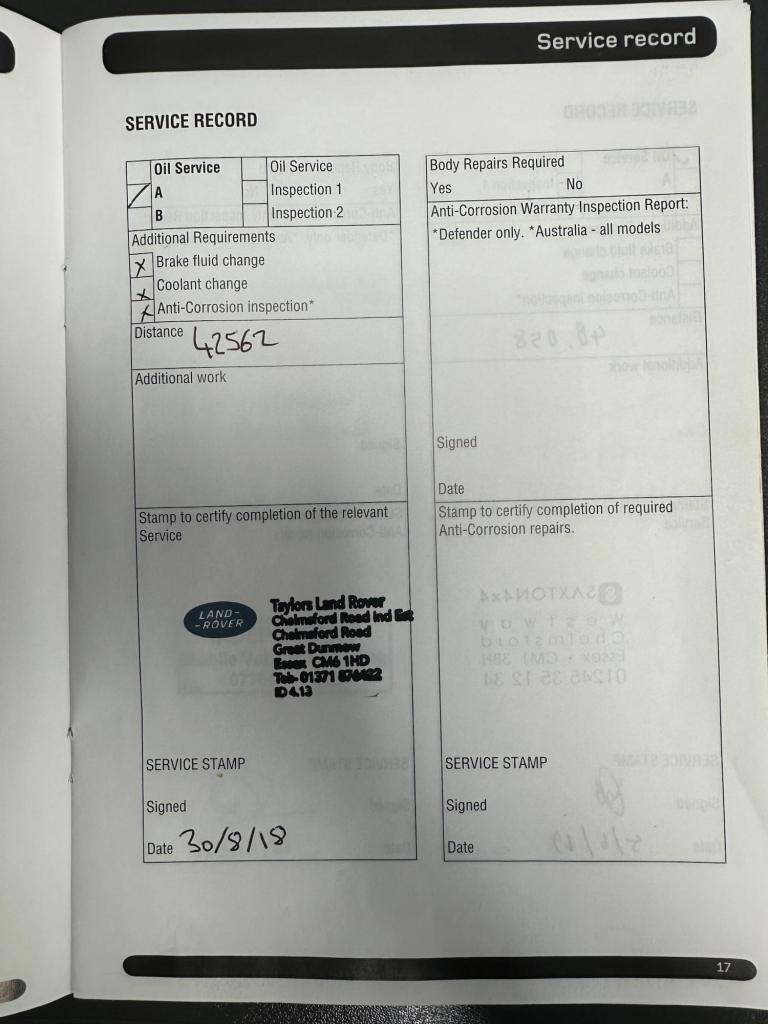 Service record
SERVICE RECORD
Oil Service
A
B
Oil Service
Inspection 1
Inspection 2
Additional Requirements
Brake fluid change
Coolant change
Anti-Corrosion inspection*
Distance 42562
Additional work
Stamp to certify completion of the relevant
Service
LAND-
-ROVER
Taylors Land Rover
Chelmsford Road Ind Est
Chelmsford Road
Great Dunmow
Essex CM6 1HD
Tel- 01371 876422
ID 4.13
SERVICE STAMP
Signed
Date 30/8/18
Body Repairs Required
Yes No
Anti-Corrosion Warranty Inspection Report:
*Defender only. *Australia - all models
Signed
Date
Stamp to certify completion of required
Anti-Corrosion repairs.
SERVICE STAMP
Signed
Date
17